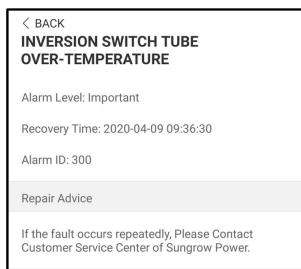 < BACK
INVERSION SWITCH TUBE
OVER-TEMPERATURE
Alarm Level: Important
Recovery Time: 2020-04-09 09:36:30
Alarm ID: 300
Repair Advice
If the fault occurs repeatedly, Please Contact
Customer Service Center of Sungrow Power.